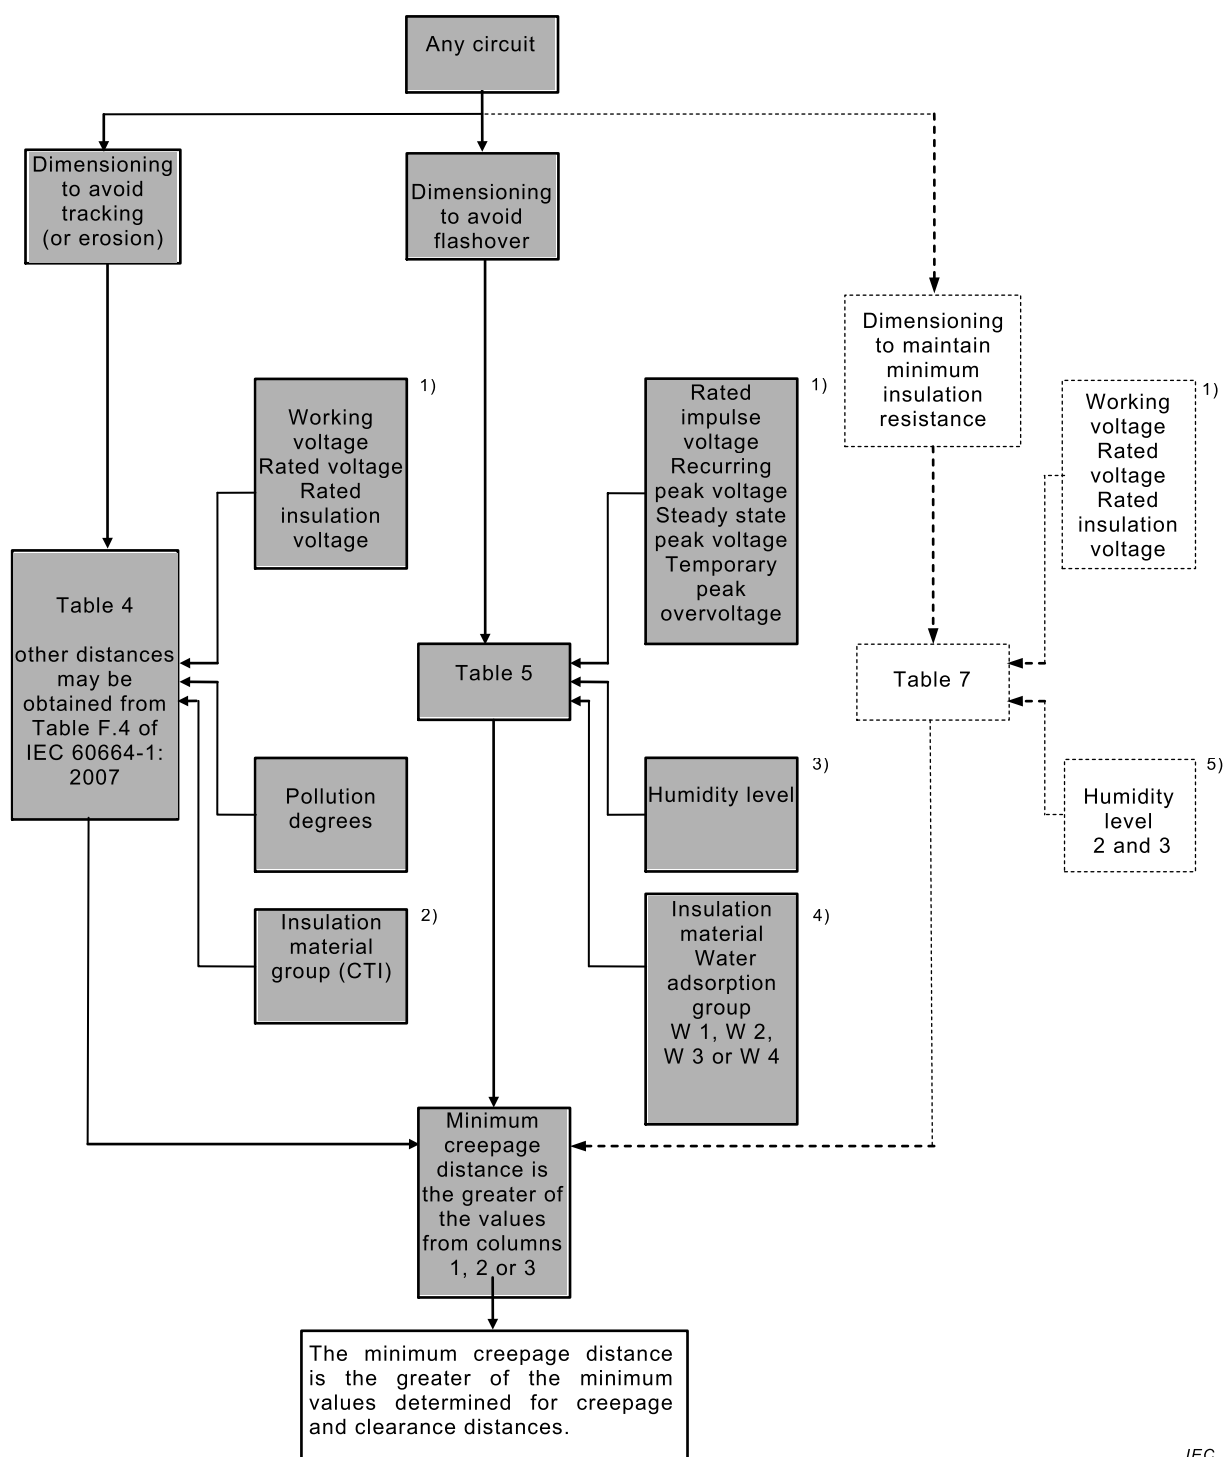 Any circuit
Dimensioning
to avoid
tracking
(or erosion)
Dimensioning
to avoid
flashover
Dimensioning
to maintain
minimum
insulation
resistance
1)
Working
voltage
Rated voltage
Rated
insulation
voltage
1)
Rated
impulse
voltage
Recurring
peak voltage
Steady state
peak voltage
Temporary
peak
overvoltage
1)
Working
voltage
Rated
voltage
Rated
insulation
voltage
Table 4
other distances
may be
obtained from
Table F.4 of
IEC 60664-1:
2007
Table 5
Table 7
Pollution
degrees
3)
Humidity level
5)
Humidity
level
2 and 3
2)
Insulation
material
group (CTI)
4)
Insulation
material
Water
adsorption
group
W 1, W 2,
W 3 or W 4
Minimum
creepage
distance is
the greater of
the values
from columns
1, 2 or 3
The minimum creepage distance
is the greater of the minimum
values determined for creepage
and clearance distances.
IEC